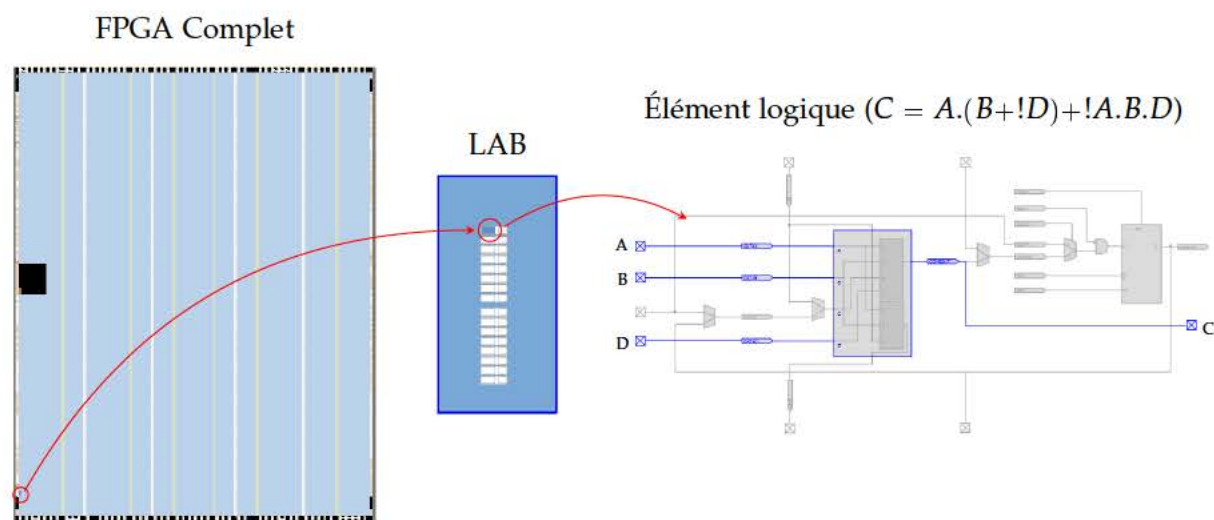 FPGA Complet
LAB
Élément logique (C = A.(B+!D)+!A.B.D)
A
B
D
C